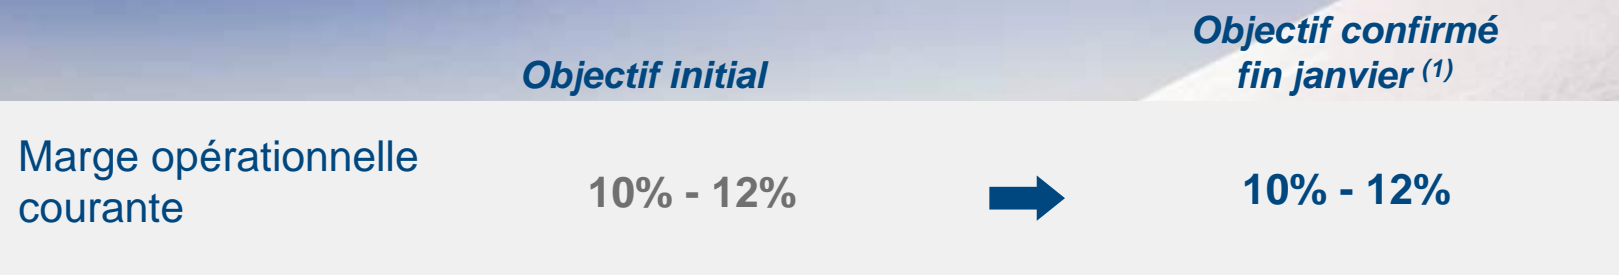 Objectif initial
Objectif confirmé
fin janvier (1)
Marge opérationnelle
courante
10% - 12%
10% - 12%